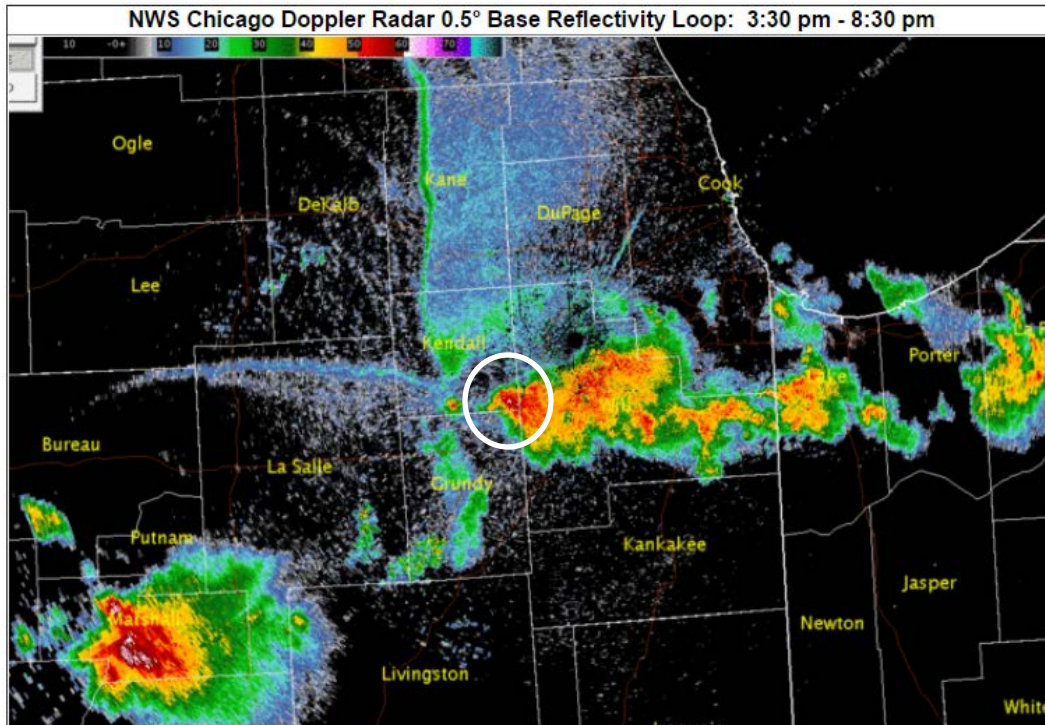 NWS Chicago Doppler Radar 0.5° Base Reflectivity Loop: 3:30 pm - 8:30 pm
10 -0+ 10 20 30 40 50 60 70
Ogle
Kane
Cook
DeKalb
DuPage
Lee
Kendall
Porter
Bureau
La Salle
Grundy
Putnam
Kankakee
Jasper
Marshall
Newton
Livingston
White